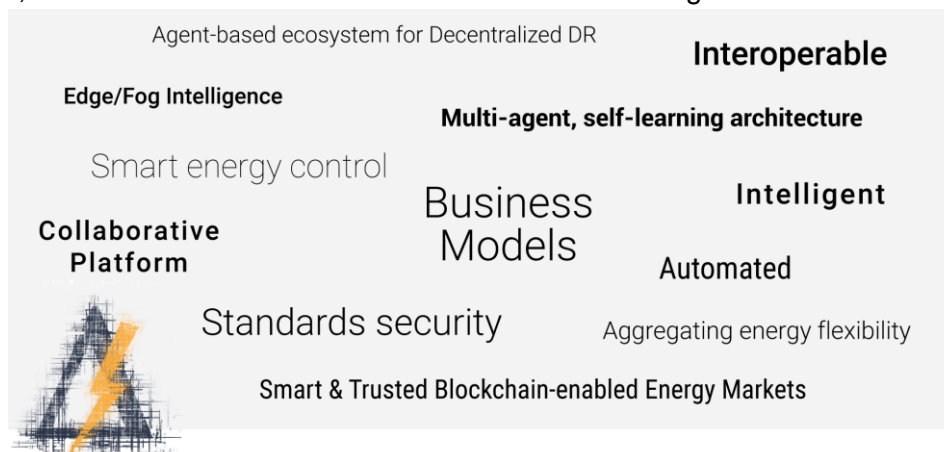 Agent-based ecosystem for Decentralized DR
Interoperable
Edge/Fog Intelligence
Multi-agent, self-learning architecture
Smart energy control
Intelligent
Business
Models
Collaborative
Platform
Automated
Standards security
Aggregating energy flexibility
Smart & Trusted Blockchain-enabled Energy Markets